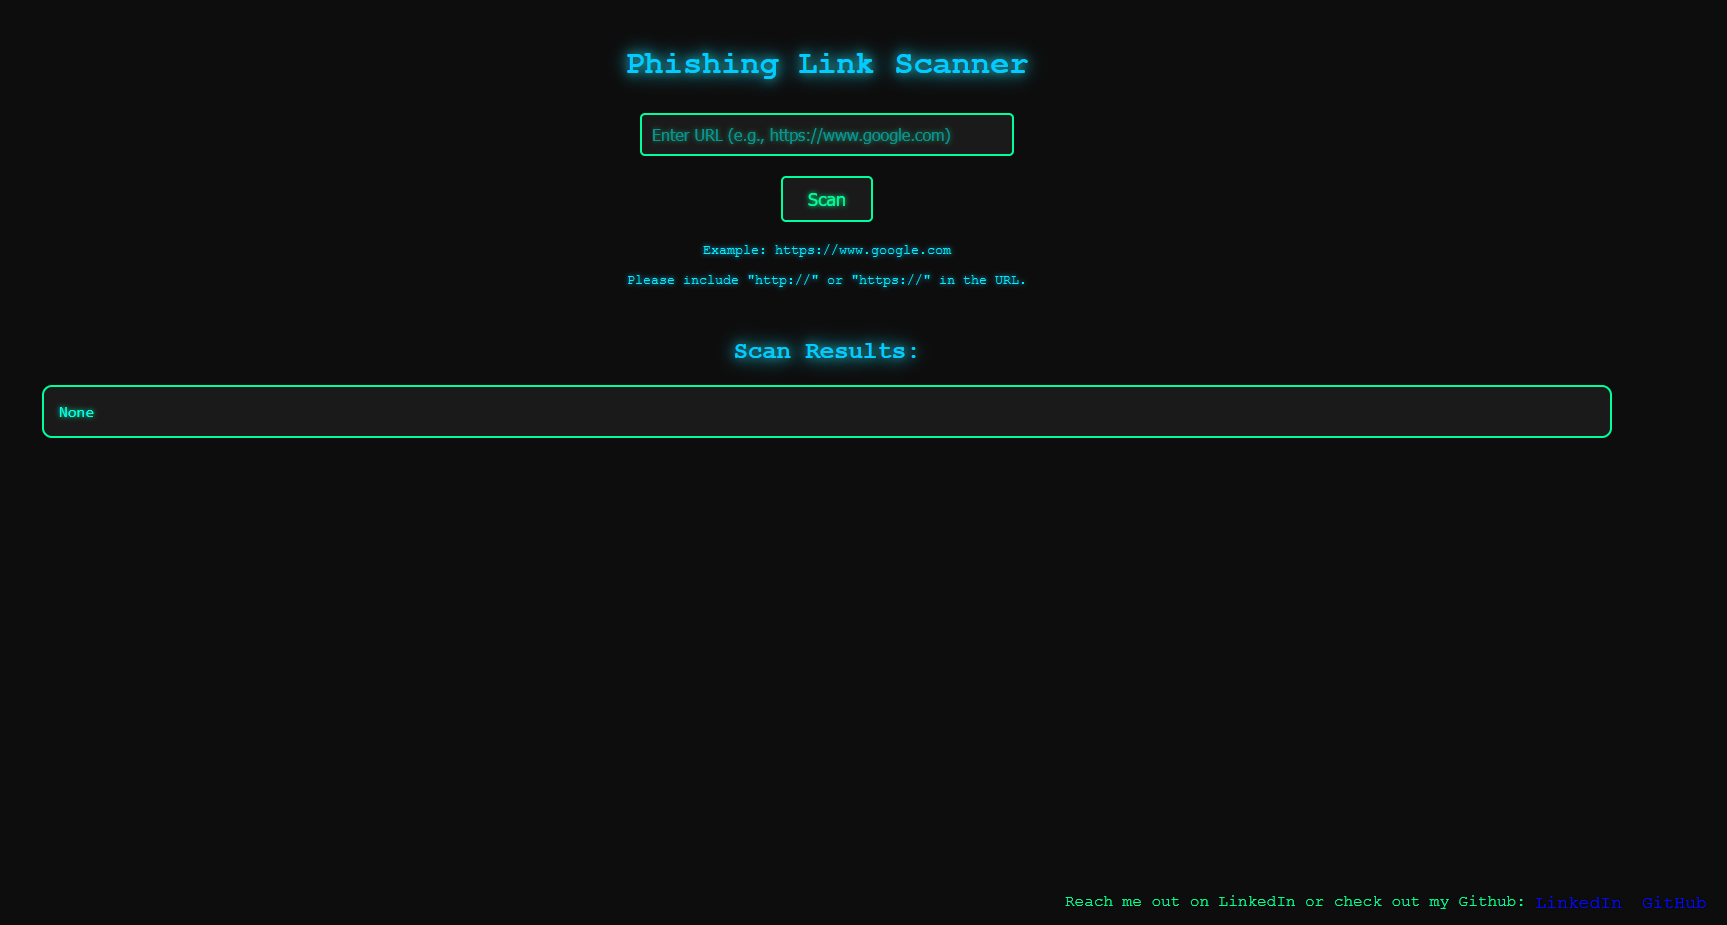 Phishing Link Scanner
Enter URL (e.g., https://www.google.com)
Scan
Example: https://www.google.com
Please include "http://" or "https://" in the URL.
Scan Results:
None
Reach me out on LinkedIn or check out my Github: LinkedIn GitHub